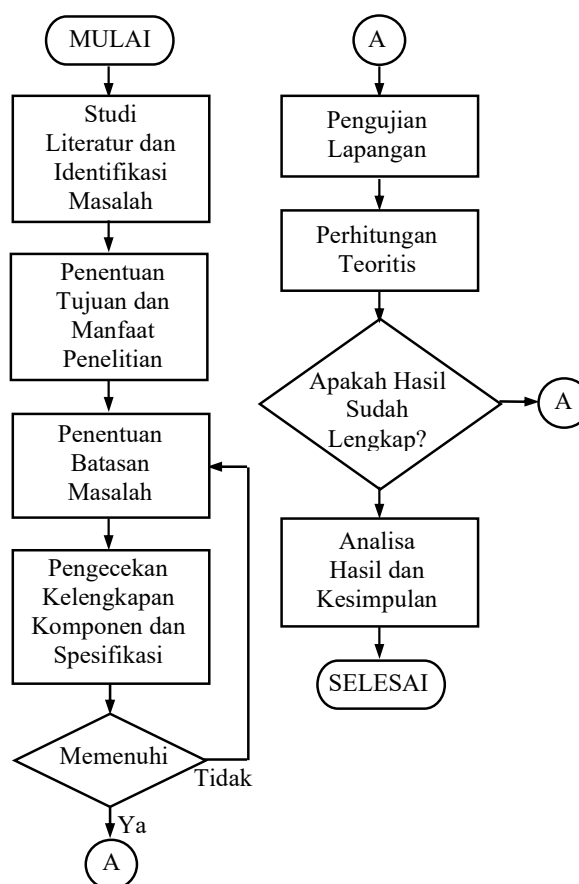 MULAI
Studi
Literatur dan
Identifikasi
Masalah
Penentuan
Tujuan dan
Manfaat
Penelitian
Penentuan
Batasan
Masalah
Pengecekan
Kelengkapan
Komponen dan
Spesifikasi
Memenuhi
Tidak
Ya
A
A
Pengujian
Lapangan
Perhitungan
Teoritis
Apakah Hasil
Sudah
Lengkap?
A
Analisa
Hasil dan
Kesimpulan
SELESAI